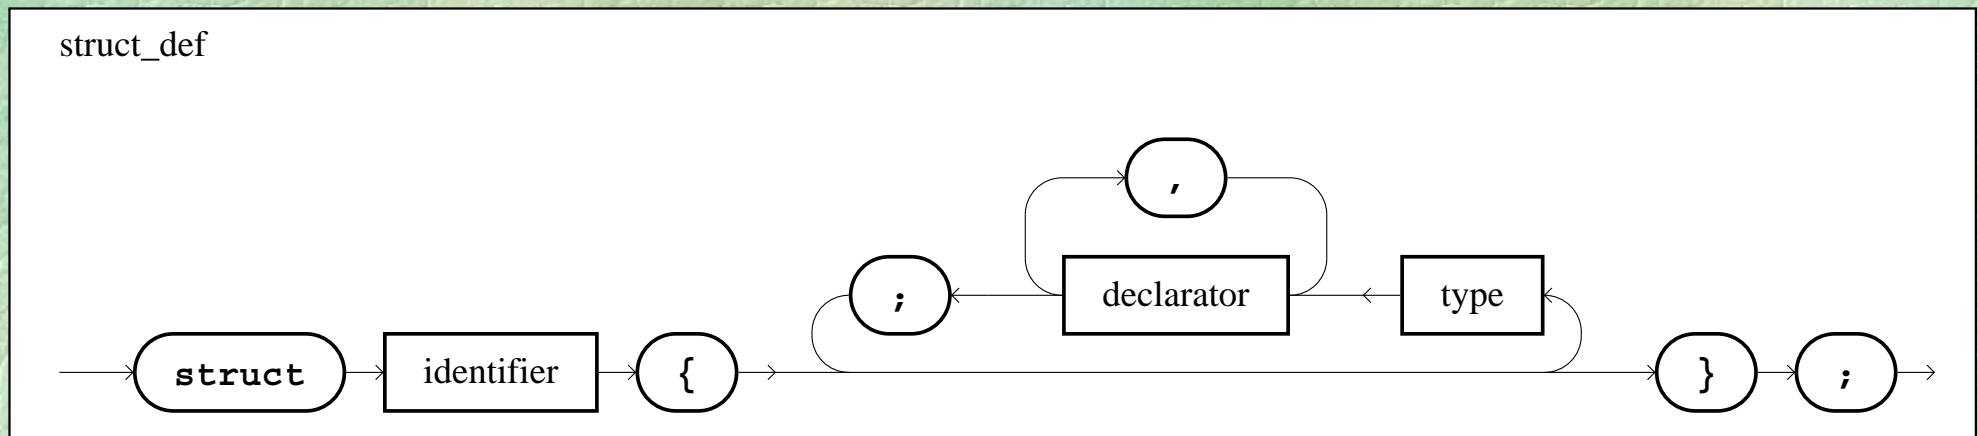 struct_def
,
; declarator type
struct identifier { } ;